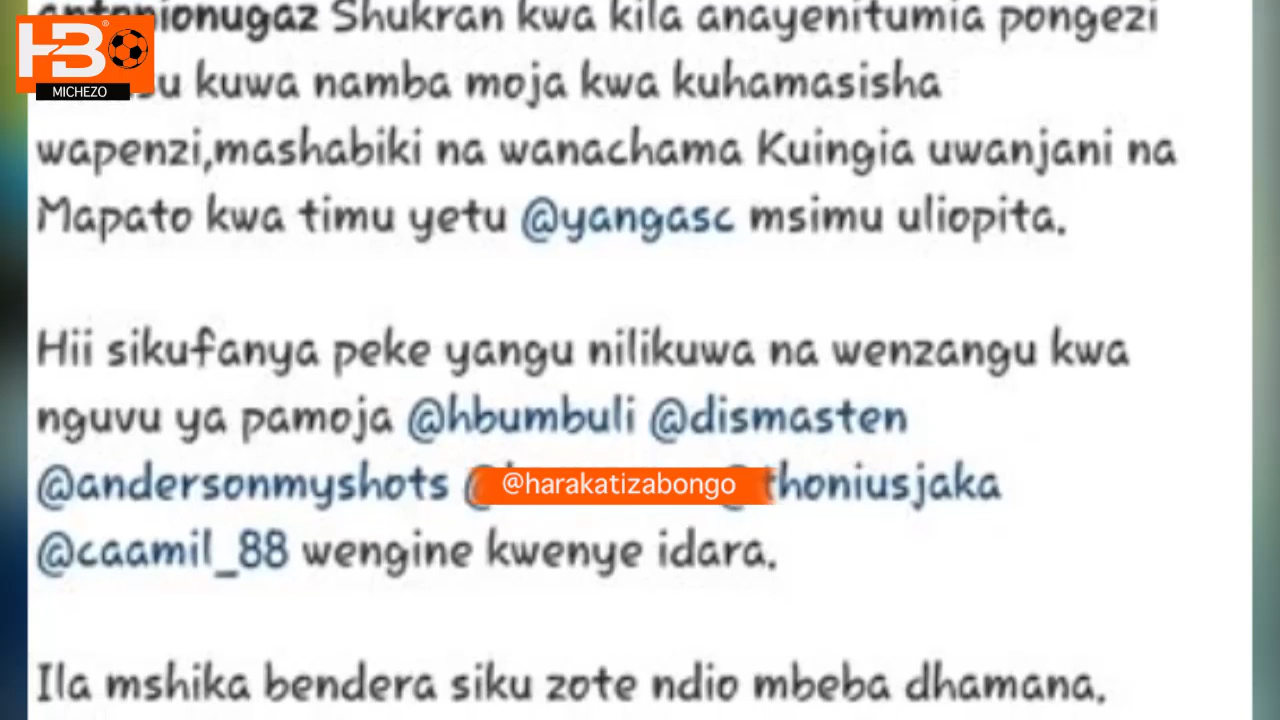 HBO
MICHEZO
Shukran kwa kila anayenitumia pongezi
kuwa namba moja kwa kuhamasisha
wapenzi,mashabiki na wanachama Kuingia uwanjani na
Mapato kwa timu yetu @yangasc msimu uliopita.
Hii sikufanya peke yangu nilikuwa na wenzangu kwa
nguvu ya pamoja @hbumbuli @dismasten
@andersonmyshots
@harakatizabongo
thoniusjaka
@caamil_88 wengine kwenye idara.
Ila mshika bendera siku zote ndio mbeba dhamana.